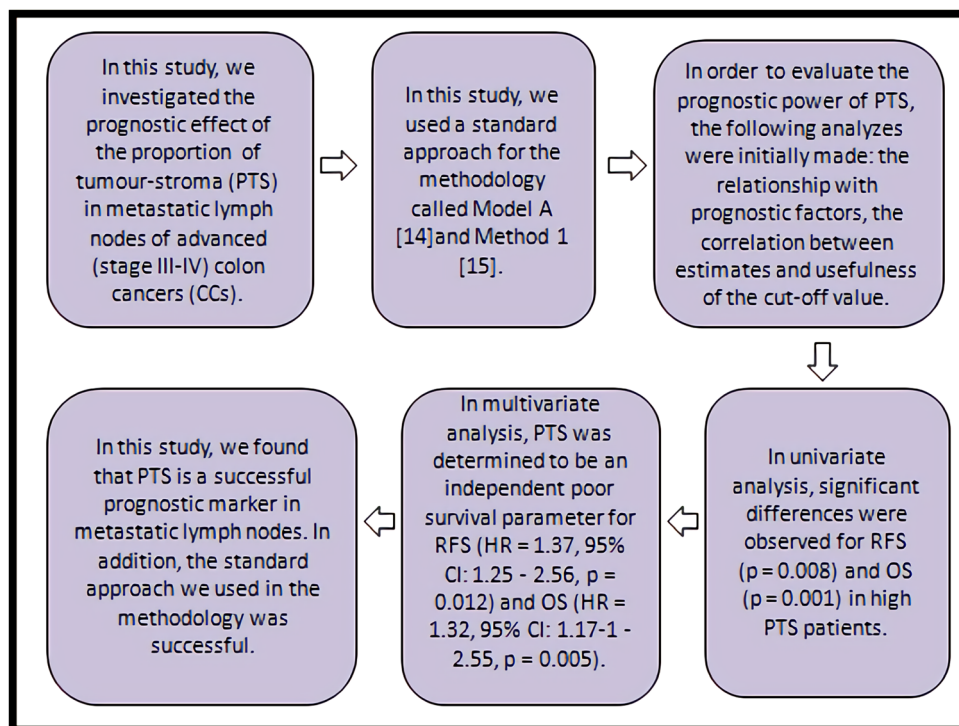 In this study, we
investigated the
prognostic effect of
the proportion of
tumour-stroma (PTS)
in metastatic lymph
nodes of advanced
(stage III-IV) colon
cancers (CCs).
In this study, we
used a standard
approach for the
methodology
called Model A
[14]and Method 1
[15].
In order to evaluate the
prognostic power of PTS,
the following analyzes
were initially made: the
relationship with
prognostic factors, the
correlation between
estimates and usefulness
of the cut-off value.
In univariate
analysis, significant
differences were
observed for RFS
(p = 0.008) and OS
(p = 0.001) in high
PTS patients.
In multivariate
analysis, PTS was
determined to be an
independent poor
survival parameter for
RFS (HR = 1.37, 95%
CI: 1.25 - 2.56, p =
0.012) and OS (HR =
1.32, 95% CI: 1.17-1 -
2.55, p = 0.005).
In this study, we found
that PTS is a successful
prognostic marker in
metastatic lymph nodes. In
addition, the standard
approach we used in the
methodology was
successful.